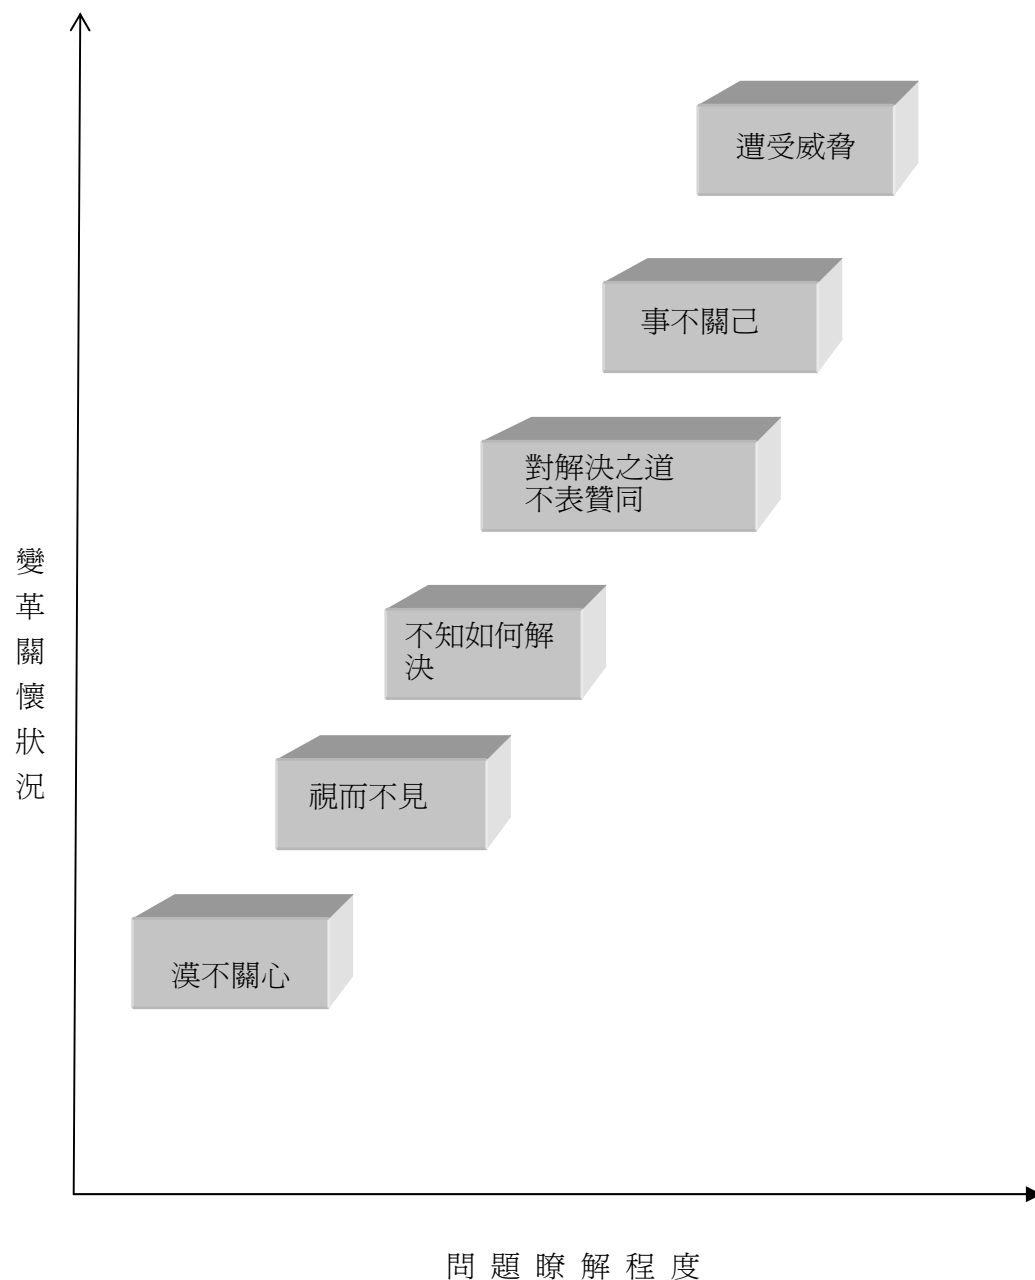 遭受威脅
事不關己
對解決之道
不表贊同
不知如何解
決
視而不見
漠不關心
變革關懷狀況
問題瞭解程度